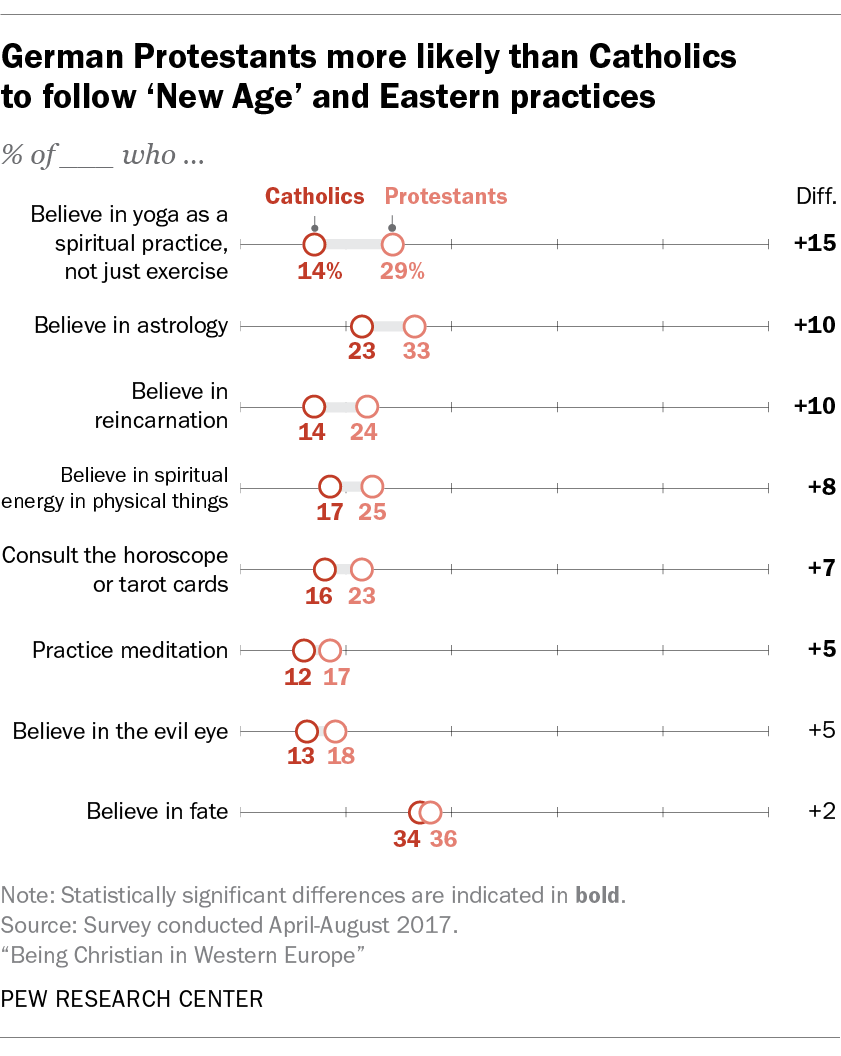 German Protestants more likely than Catholics
to follow ‘New Age’ and Eastern practices
% of ____ who ...
Catholics Protestants Diff.
Believe in yoga as a
spiritual practice,
not just exercise
14% 29% +15
Believe in astrology
23 33 +10
Believe in
reincarnation
14 24 +10
Believe in spiritual
energy in physical things
17 25 +8
Consult the horoscope
or tarot cards
16 23 +7
Practice meditation
12 17 +5
Believe in the evil eye
13 18 +5
Believe in fate
34 36 +2
Note: Statistically significant differences are indicated in bold.
Source: Survey conducted April-August 2017.
“Being Christian in Western Europe”
PEW RESEARCH CENTER